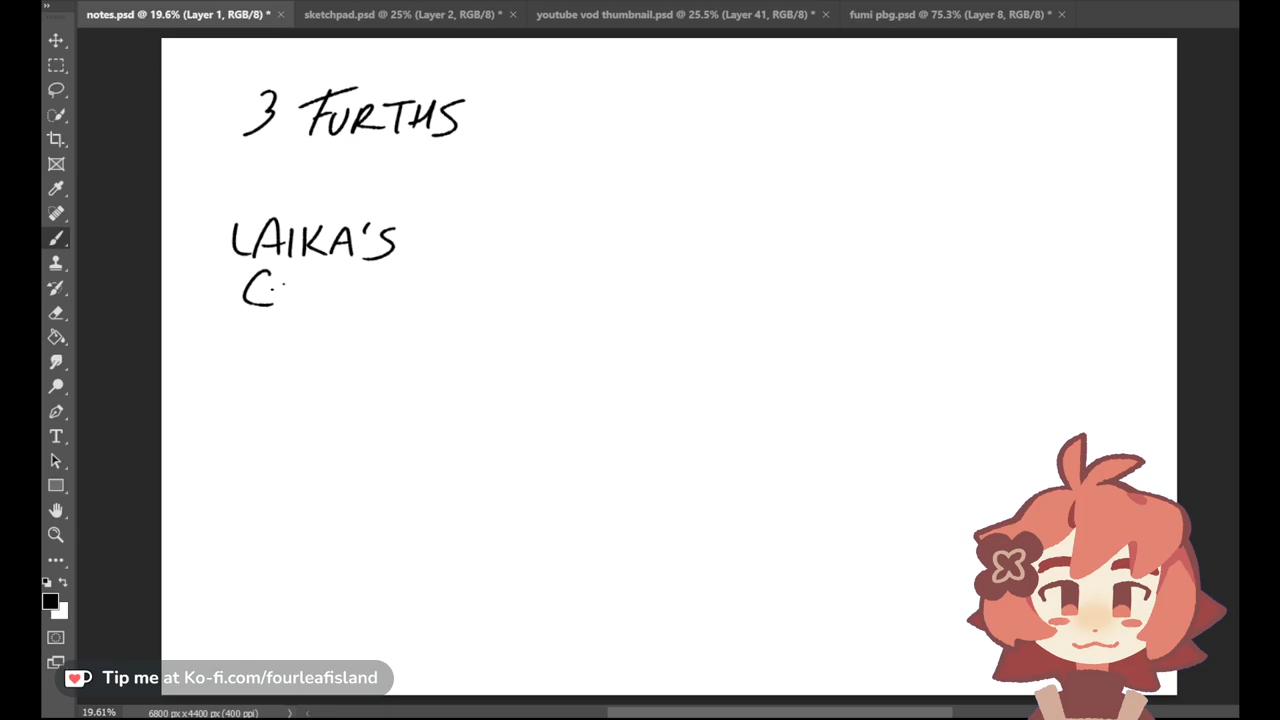 notes.psd @ 19.6% (Layer 1, RGB/8) * × sketchpad.psd @ 25% (Layer 2, RGB/8) * × youtube vod thumbnail.psd @ 25.5% (Layer 41, RGB/8) * × fumi pbg.psd @ 75.3% (Layer 8, RGB/8) * ×
3 FURTHS
LAIKA'S
C
Tip me at Ko-fi.com/fourleafisland
19.61% 6800 px x 4400 px (400 ppi)